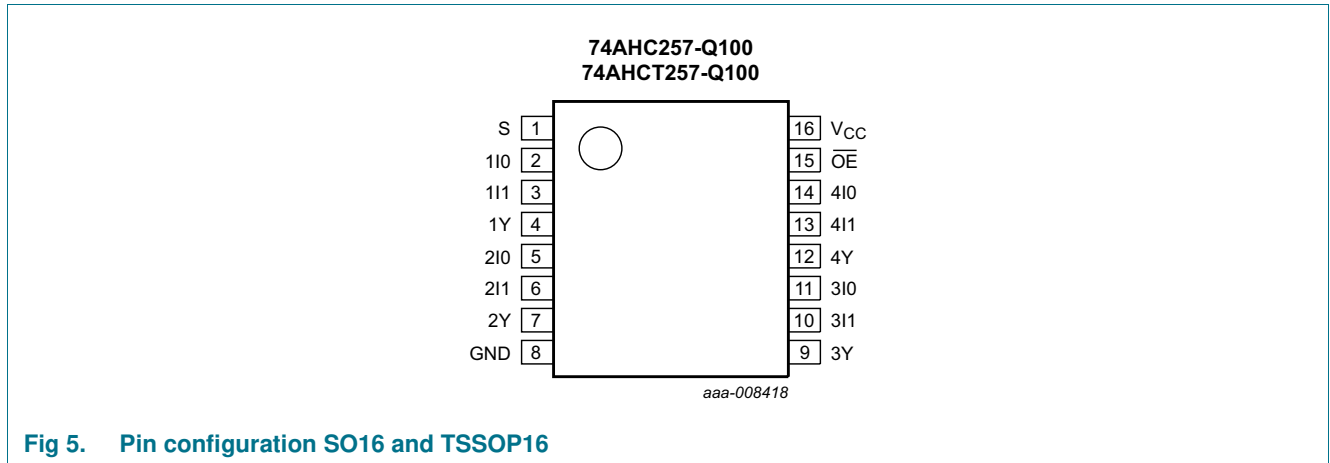 74AHC257-Q100
74AHCT257-Q100
S 1 16 VCC
1I0 2 15 O̅E̅
1I1 3 14 4I0
1Y 4 13 4I1
2I0 5 12 4Y
2I1 6 11 3I0
2Y 7 10 3I1
GND 8 9 3Y
aaa-008418
Fig 5. Pin configuration SO16 and TSSOP16